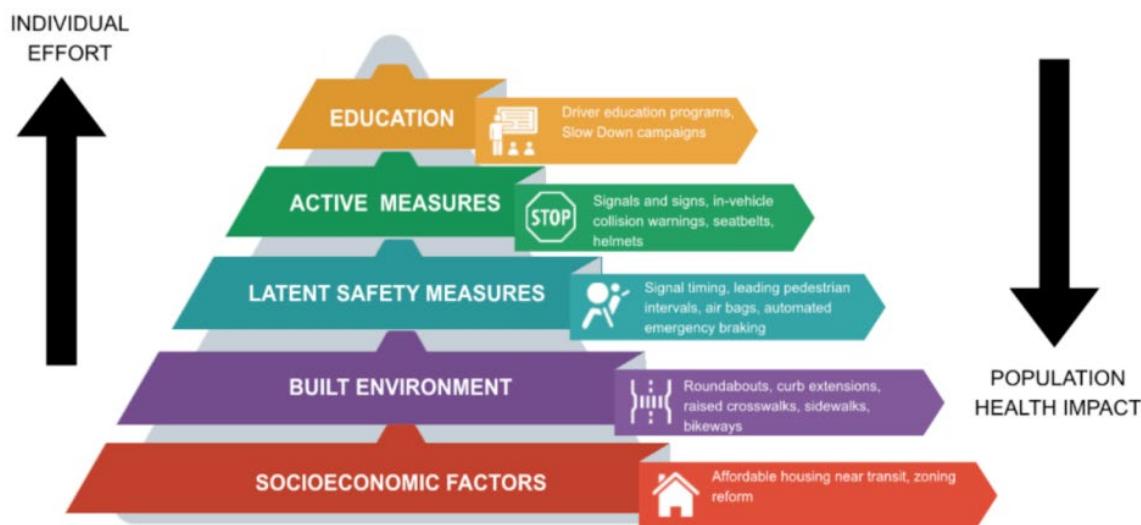 INDIVIDUAL
EFFORT
EDUCATION
Driver education programs,
Slow Down campaigns
ACTIVE MEASURES
STOP
Signals and signs, in-vehicle
collision warnings, seatbelts,
helmets
LATENT SAFETY MEASURES
Signal timing, leading pedestrian
intervals, air bags, automated
emergency braking
BUILT ENVIRONMENT
Roundabouts, curb extensions,
raised crosswalks, sidewalks,
bikeways
SOCIOECONOMIC FACTORS
Affordable housing near transit, zoning
reform
POPULATION
HEALTH IMPACT